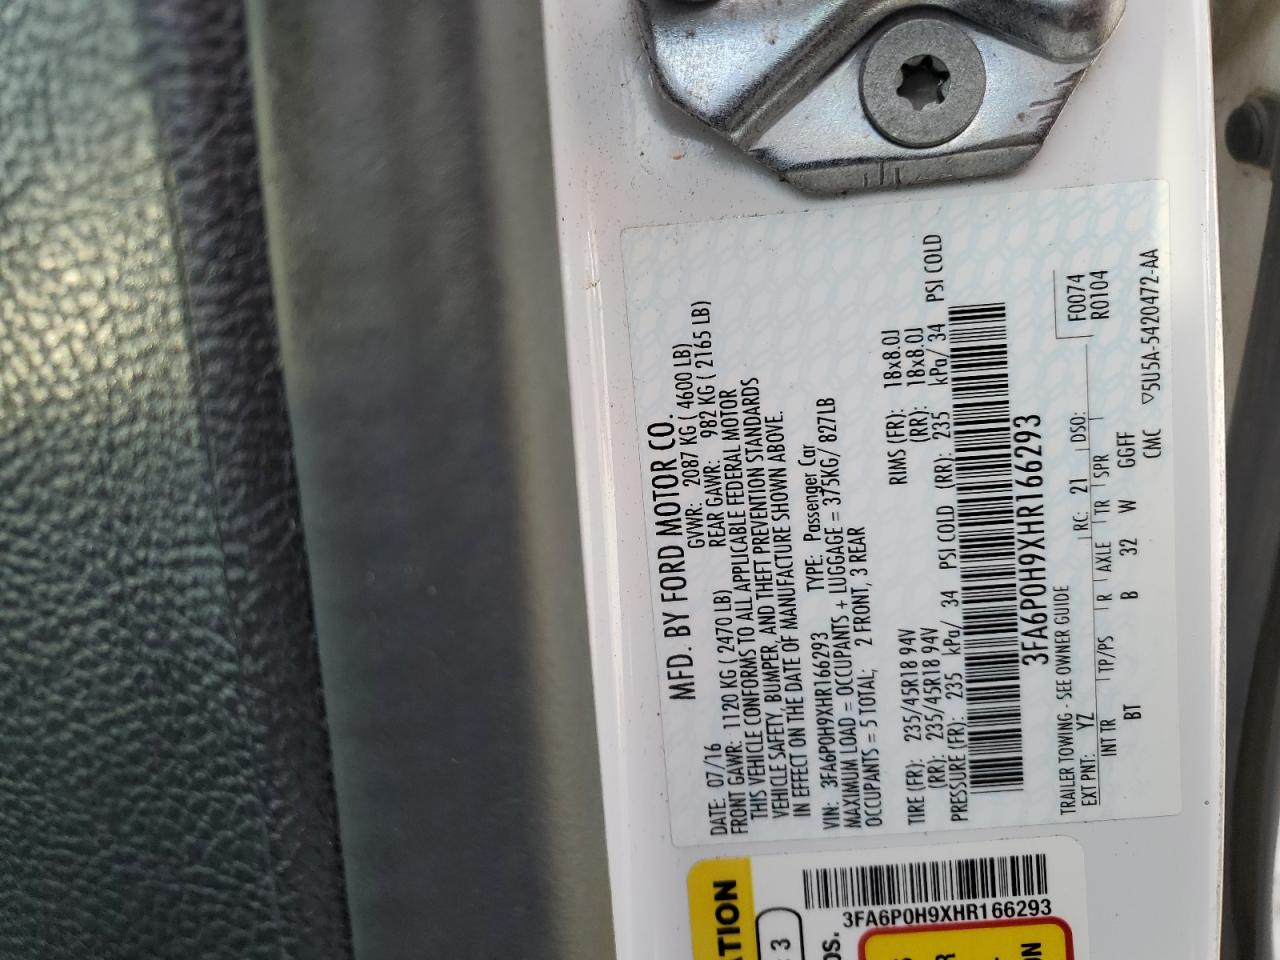 MFD. BY FORD MOTOR CO.
DATE: 07/16 GVWR: 2087 KG ( 4600 LB)
FRONT GAWR: 1120 KG ( 2470 LB) REAR GAWR: 982 KG ( 2165 LB)
THIS VEHICLE CONFORMS TO ALL APPLICABLE FEDERAL MOTOR
VEHICLE SAFETY, BUMPER, AND THEFT PREVENTION STANDARDS
IN EFFECT ON THE DATE OF MANUFACTURE SHOWN ABOVE.
VIN: 3FA6P0H9XHR166293 TYPE: Passenger Car
MAXIMUM LOAD = OCCUPANTS + LUGGAGE = 375KG/ 827LB
OCCUPANTS = 5 TOTAL; 2 FRONT, 3 REAR
TIRE (FR): 235/45R18 94V RIMS (FR): 18x8.0J
(RR): 235/45R18 94V (RR): 18x8.0J
PRESSURE (FR): 235 kPa/ 34 PSI COLD (RR): 235 kPa/ 34 PSI COLD
3FA6P0H9XHR166293
TRAILER TOWING - SEE OWNER GUIDE F0074
EXT PNT: YZ RC: 21 DSO: R0104
INT TR TP/PS R AXLE TR SPR
BT B 32 W GGFF
CMC ▽5U5A-5420472-AA
ATION
3
OS.
3FA6P0H9XHR166293
S
R
ON